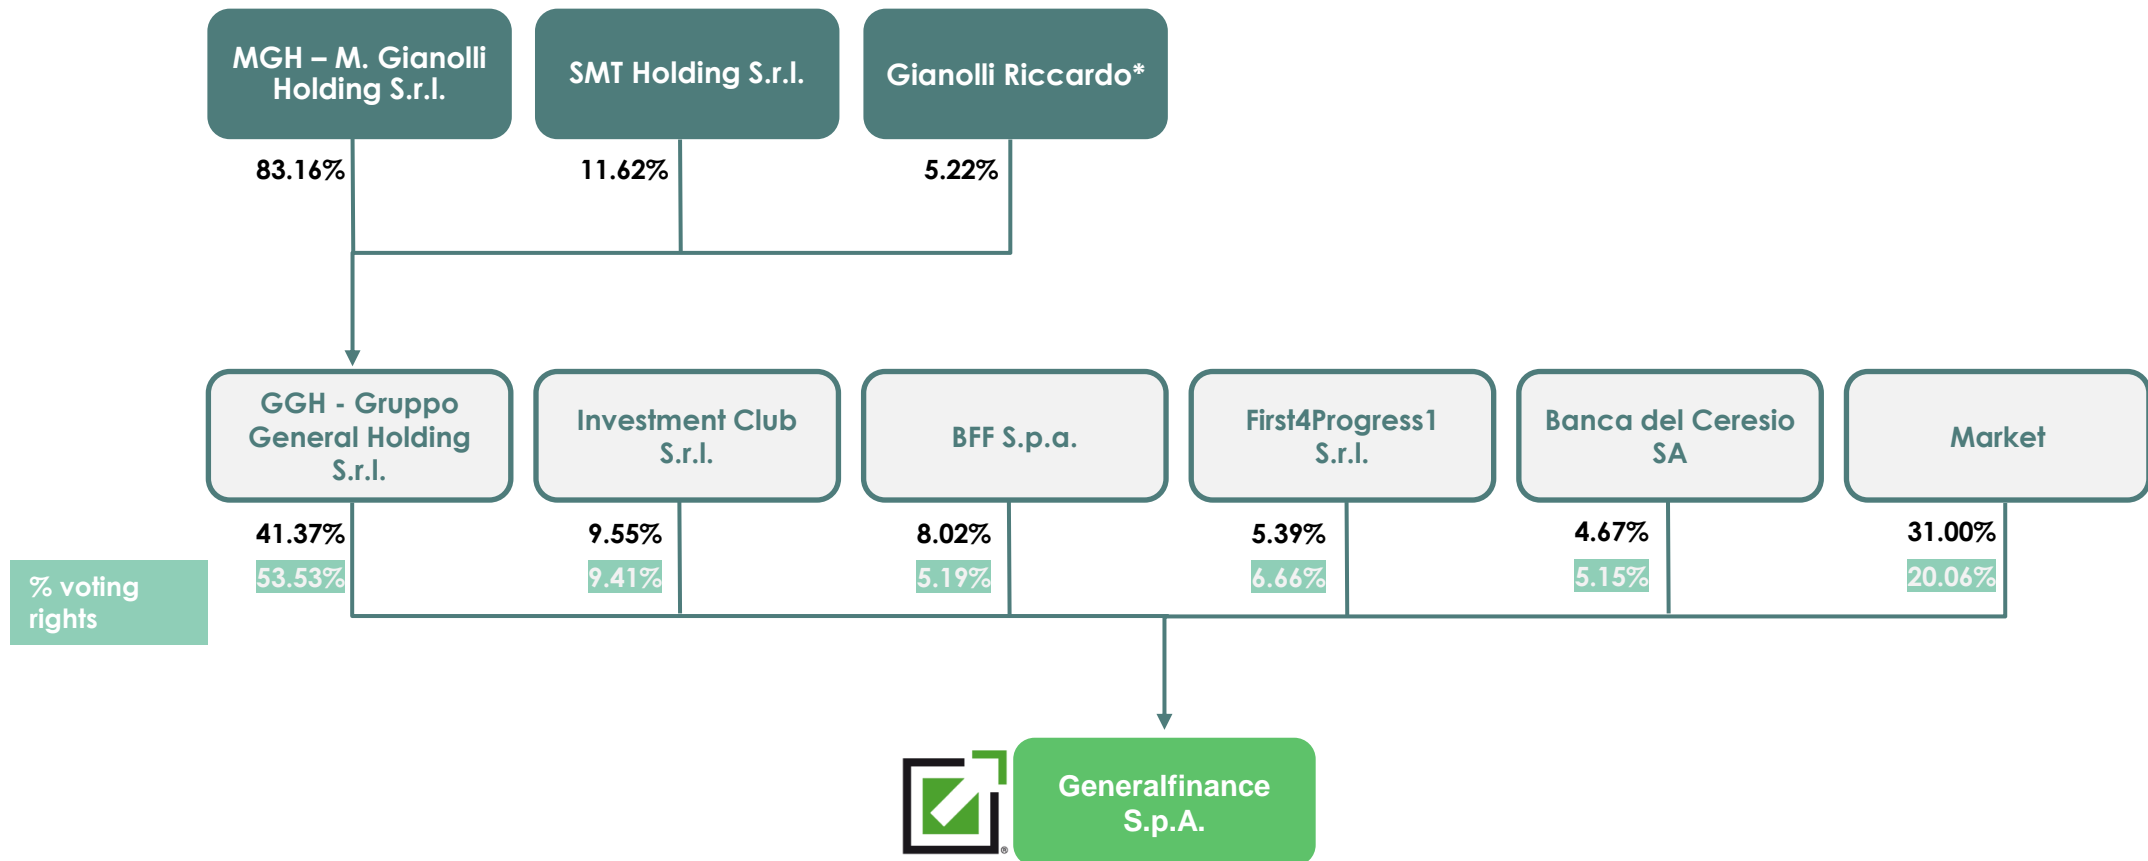 MGH – M. Gianolli
Holding S.r.l.
SMT Holding S.r.l.
Gianolli Riccardo*
83.16%
11.62%
5.22%
GGH - Gruppo
General Holding
S.r.l.
Investment Club
S.r.l.
BFF S.p.a.
First4Progress1
S.r.l.
Banca del Ceresio
SA
Market
41.37%
9.55%
8.02%
5.39%
4.67%
31.00%
% voting
rights
53.53%
9.41%
5.19%
6.66%
5.15%
20.06%
Generalfinance
S.p.A.
®